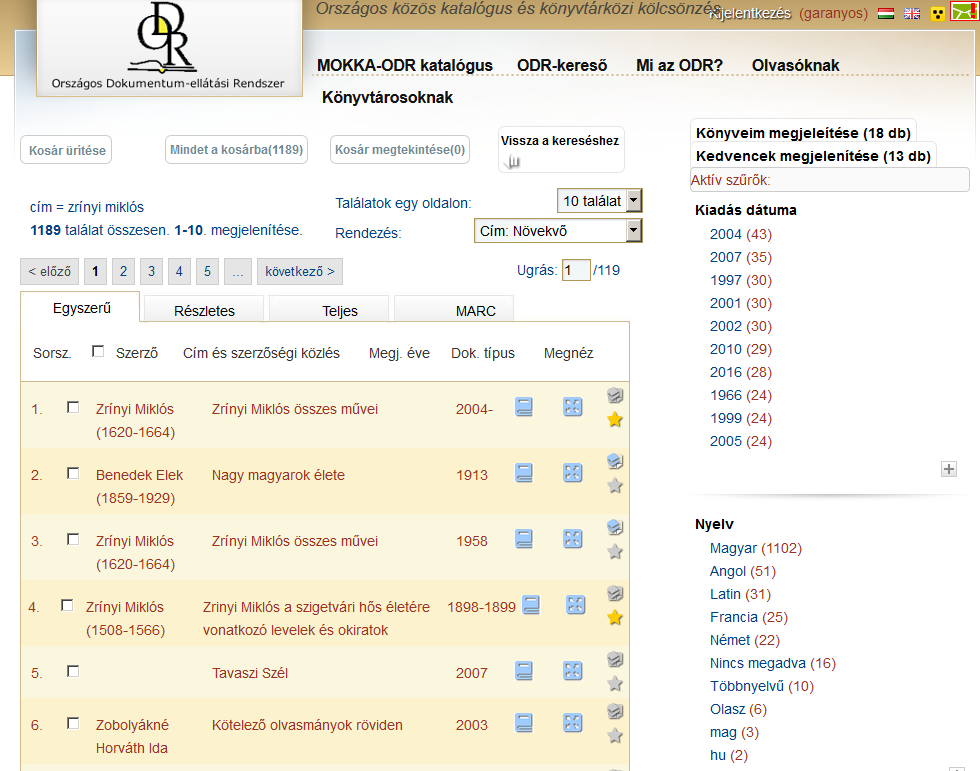 Országos közös katalógus és könyvtárközi kölcsönzés
Kijelentkezés (garanyos)
ODR
Országos Dokumentum-ellátási Rendszer
MOKKA-ODR katalógus ODR-kereső Mi az ODR? Olvasóknak
Könyvtárosoknak
Kosár ürítése Mindet a kosárba(1189) Kosár megtekintése(0) Vissza a kereséshez
cím = zrínyi miklós
1189 találat összesen. 1-10. megjelenítése.
Találatok egy oldalon: 10 találat
Rendezés: Cím: Növekvő
< előző 1 2 3 4 5 ... következő > Ugrás: 1 /119
Egyszerű Részletes Teljes MARC
Sorsz. Szerző Cím és szerzőségi közlés Megj. éve Dok. típus Megnéz
1. Zrínyi Miklós Zrínyi Miklós összes művei 2004-
(1620-1664)
2. Benedek Elek Nagy magyarok élete 1913
(1859-1929)
3. Zrínyi Miklós Zrínyi Miklós összes művei 1958
(1620-1664)
4. Zrínyi Miklós Zrinyi Miklós a szigetvári hős életére 1898-1899
(1508-1566) vonatkozó levelek és okiratok
5. Tavaszi Szél 2007
6. Zobolyákné Kötelező olvasmányok röviden 2003
Horváth Ida
Könyveim megjeleítése (18 db)
Kedvencek megjelenítése (13 db)
Aktív szűrők:
Kiadás dátuma
2004 (43)
2007 (35)
1997 (30)
2001 (30)
2002 (30)
2010 (29)
2016 (28)
1966 (24)
1999 (24)
2005 (24)
Nyelv
Magyar (1102)
Angol (51)
Latin (31)
Francia (25)
Német (22)
Nincs megadva (16)
Többnyelvű (10)
Olasz (6)
mag (3)
hu (2)